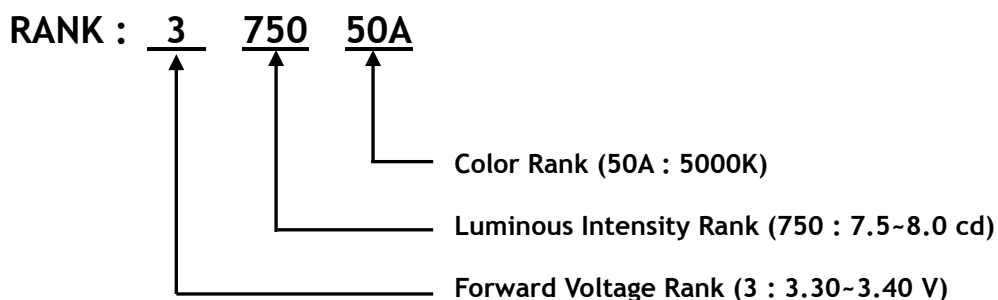 RANK : 3 750 50A
Color Rank (50A : 5000K)
Luminous Intensity Rank (750 : 7.5~8.0 cd)
Forward Voltage Rank (3 : 3.30~3.40 V)